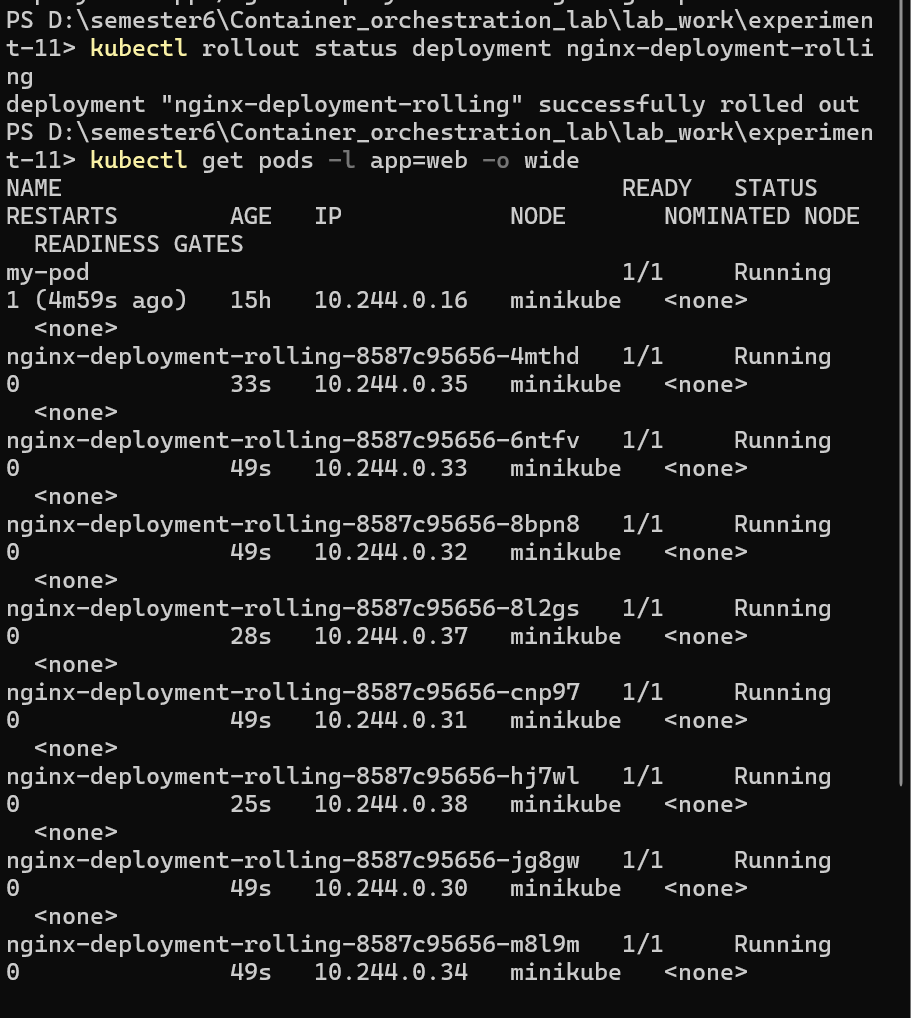 PS D:\semester6\Container_orchestration_lab\lab_work\experimen
t-11> kubectl rollout status deployment nginx-deployment-rolli
ng
deployment "nginx-deployment-rolling" successfully rolled out
PS D:\semester6\Container_orchestration_lab\lab_work\experimen
t-11> kubectl get pods -l app=web -o wide
NAME                                        READY   STATUS
RESTARTS        AGE   IP            NODE       NOMINATED NODE
  READINESS GATES
my-pod                                      1/1     Running
1 (4m59s ago)   15h   10.244.0.16   minikube   <none>
  <none>
nginx-deployment-rolling-8587c95656-4mthd   1/1     Running
0               33s   10.244.0.35   minikube   <none>
  <none>
nginx-deployment-rolling-8587c95656-6ntfv   1/1     Running
0               49s   10.244.0.33   minikube   <none>
  <none>
nginx-deployment-rolling-8587c95656-8bpn8   1/1     Running
0               49s   10.244.0.32   minikube   <none>
  <none>
nginx-deployment-rolling-8587c95656-8l2gs   1/1     Running
0               28s   10.244.0.37   minikube   <none>
  <none>
nginx-deployment-rolling-8587c95656-cnp97   1/1     Running
0               49s   10.244.0.31   minikube   <none>
  <none>
nginx-deployment-rolling-8587c95656-hj7wl   1/1     Running
0               25s   10.244.0.38   minikube   <none>
  <none>
nginx-deployment-rolling-8587c95656-jg8gw   1/1     Running
0               49s   10.244.0.30   minikube   <none>
  <none>
nginx-deployment-rolling-8587c95656-m8l9m   1/1     Running
0               49s   10.244.0.34   minikube   <none>